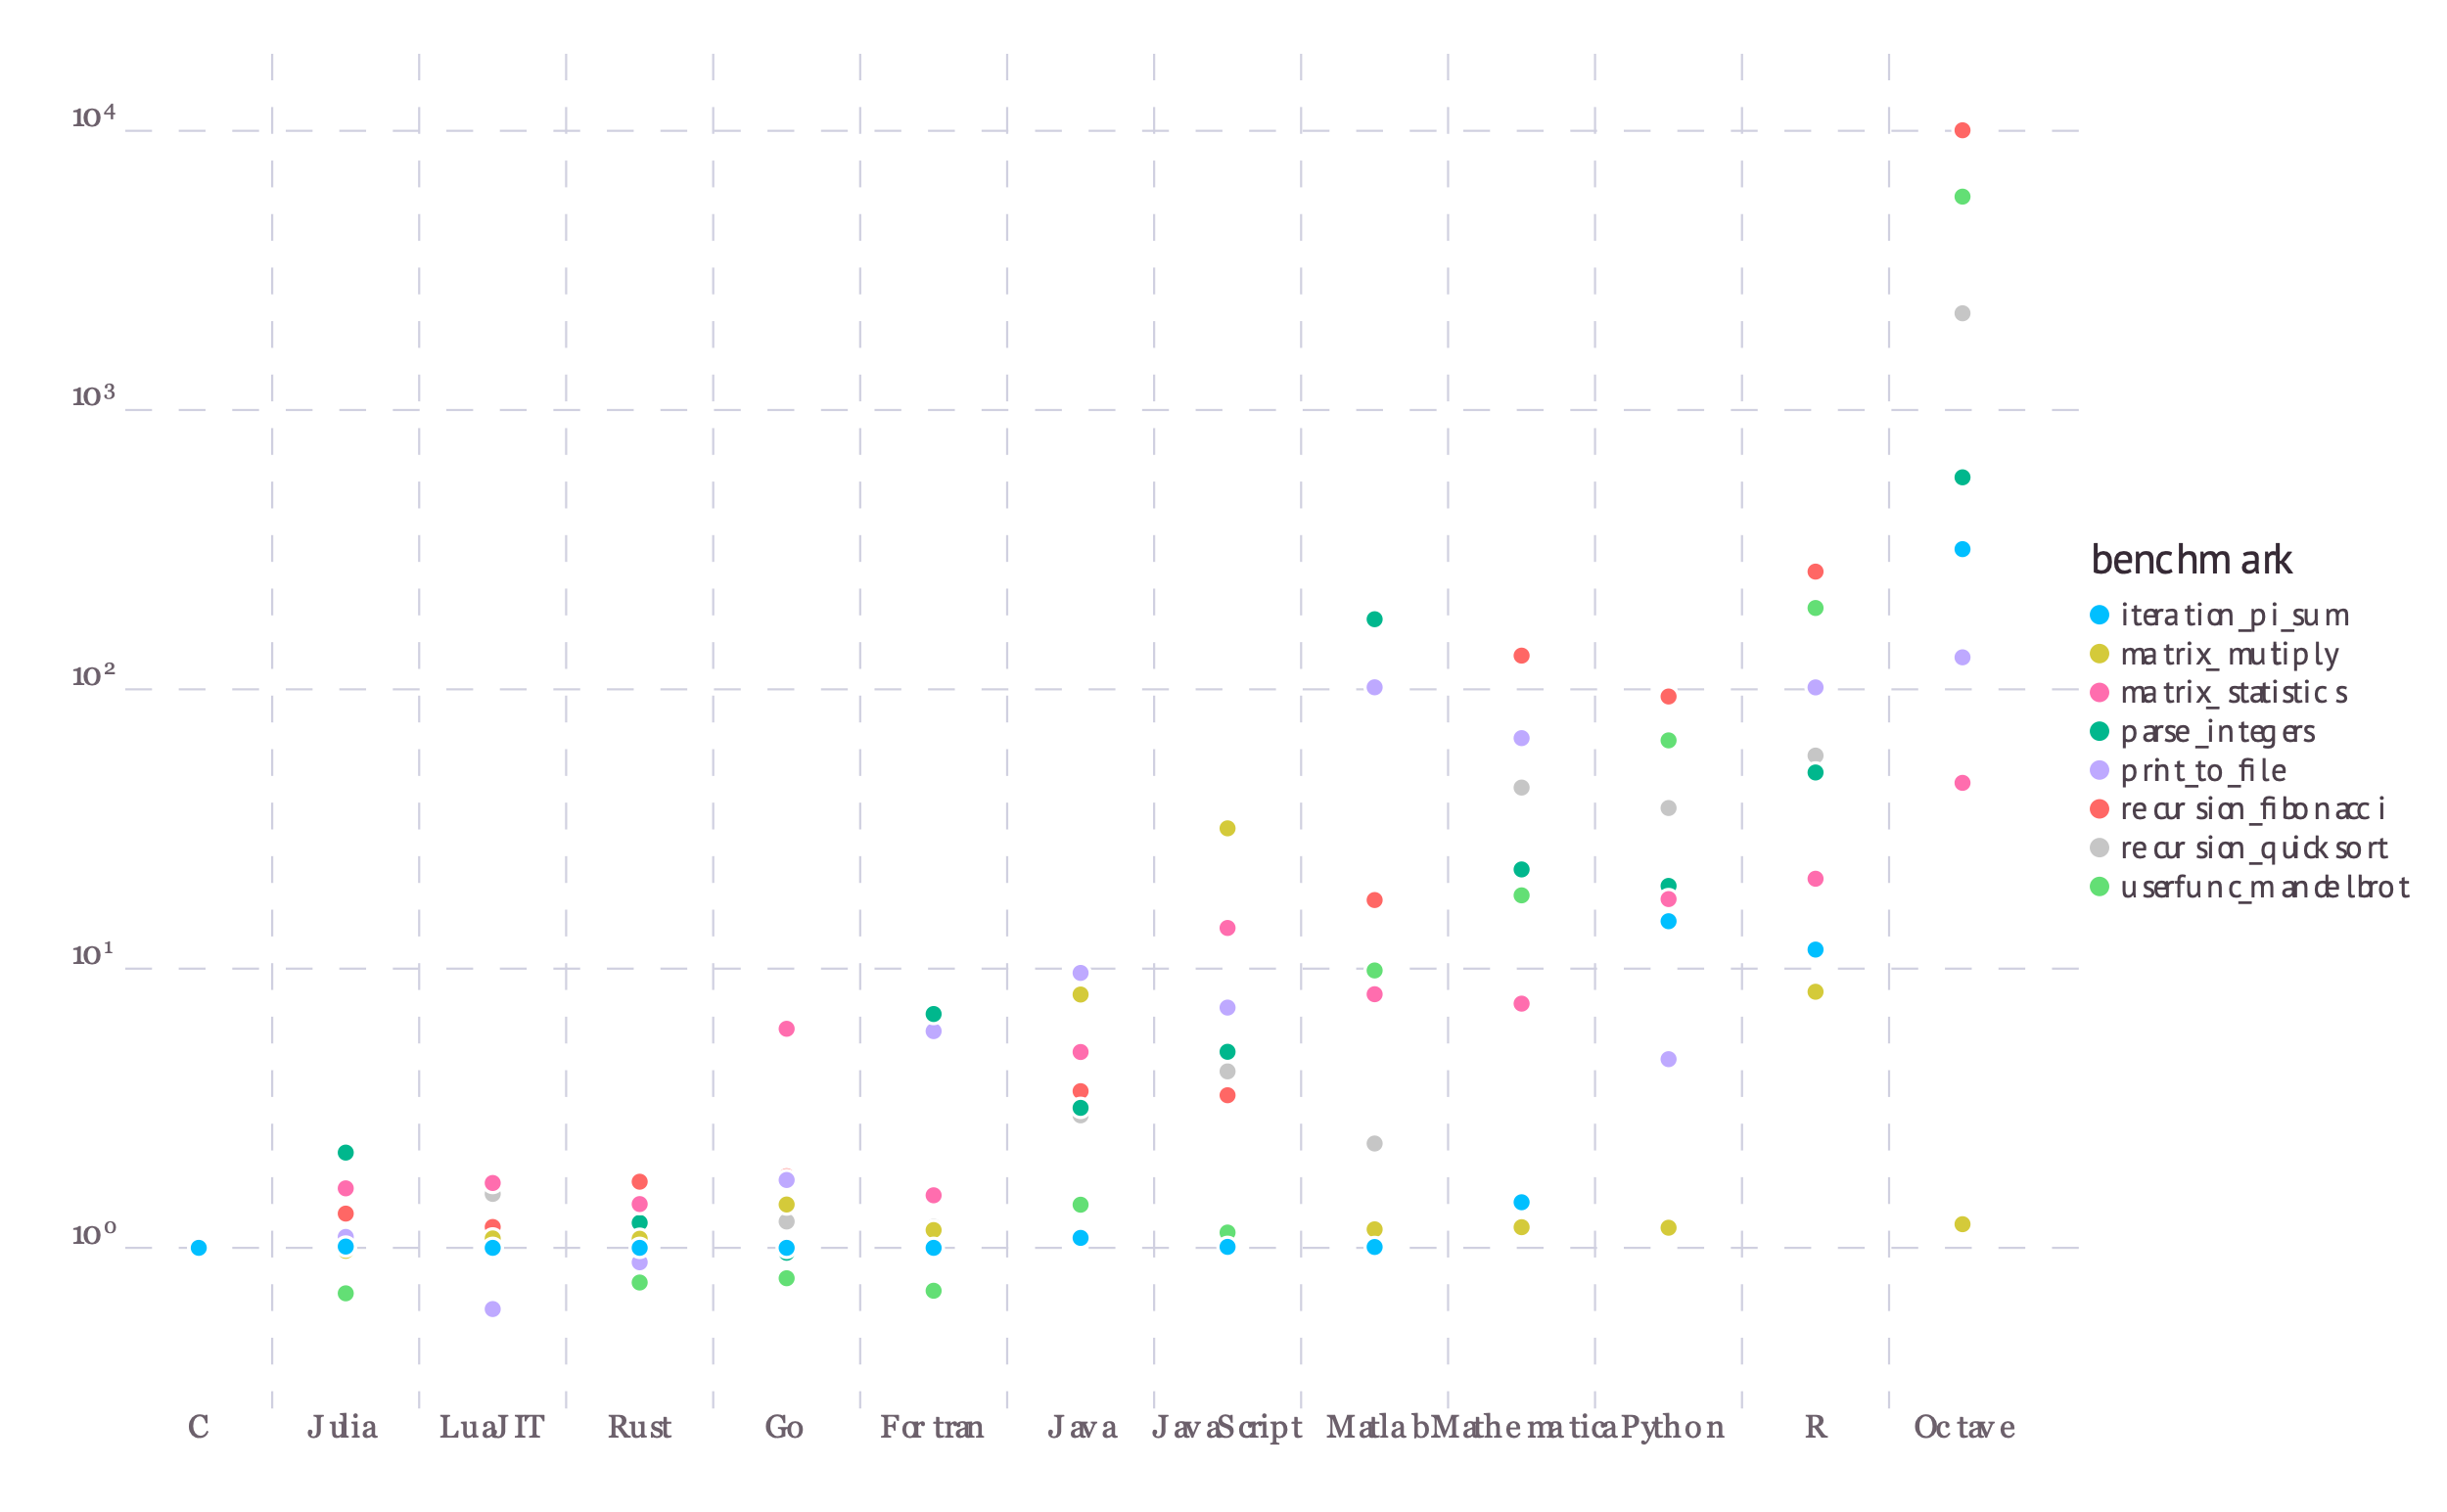 10⁴
10³
10²
10¹
10⁰
C Julia LuaJIT Rust Go Fortran Java JavaScript Matlab Mathematica Python R Octave
benchmark
iteration_pi_sum
matrix_mutiply
matrix_statistics
parse_integers
print_to_file
recursion_fibonacci
recursion_quicksort
userfunc_mandelbrot